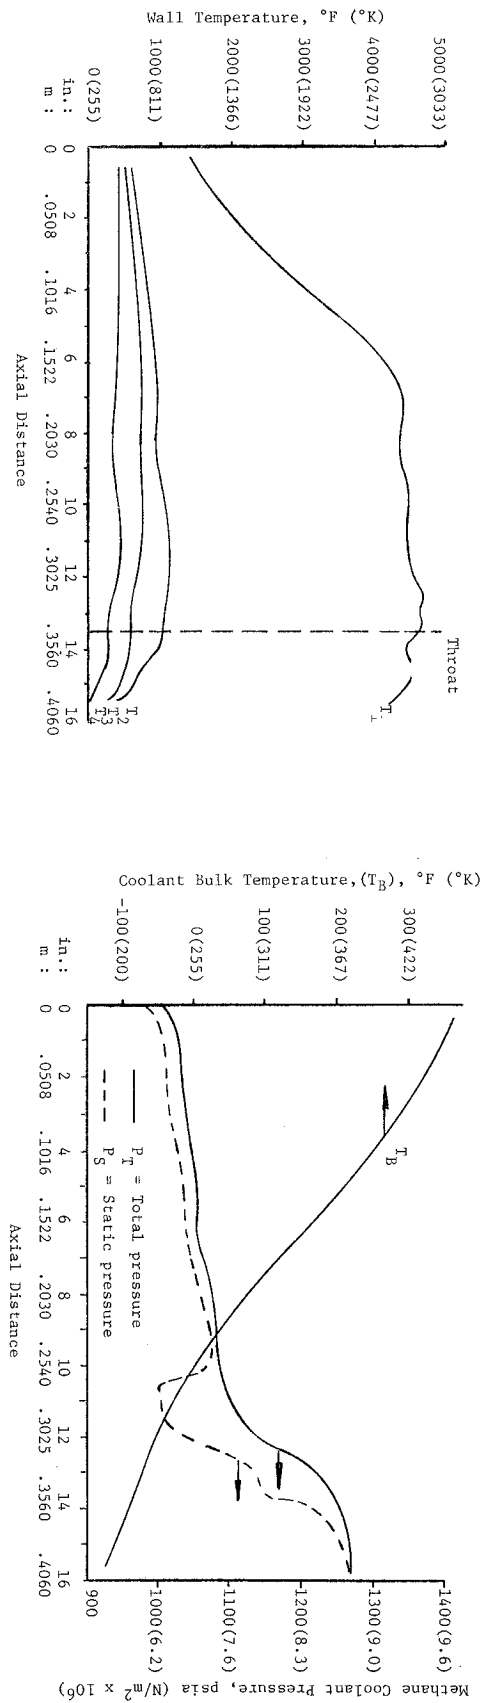 Wall Temperature, °F (°K)
5000(3033)
4000(2477)
3000(1922)
2000(1366)
1000(811)
0(255)
in.: 0 2 4 6 8 10 12 14 16
m : 0 .0508 .1016 .1522 .2030 .2540 .3025 .3560 .4060
Axial Distance
Throat
T
T2
T3
T4
Coolant Bulk Temperature,(TB), °F (°K)
300(422)
200(367)
100(311)
0(255)
-100(200)
in.: 0 2 4 6 8 10 12 14 16
m : 0 .0508 .1016 .1522 .2030 .2540 .3025 .3560 .4060
Axial Distance
TB
PT = Total pressure
PS = Static pressure
1400(9.6)
1300(9.0)
1200(8.3)
1100(7.6)
1000(6.2)
900
Methane Coolant Pressure, psia (N/m² x 10⁶)